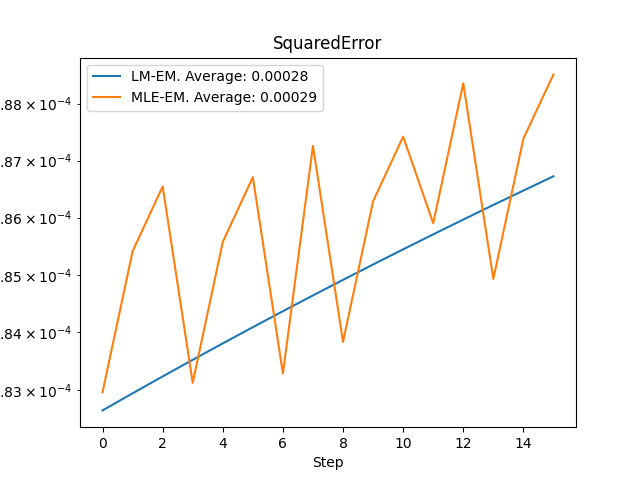 SquaredError
LM-EM. Average: 0.00028
MLE-EM. Average: 0.00029
.88 × 10⁻⁴
.87 × 10⁻⁴
.86 × 10⁻⁴
.85 × 10⁻⁴
.84 × 10⁻⁴
.83 × 10⁻⁴
0 2 4 6 8 10 12 14
Step